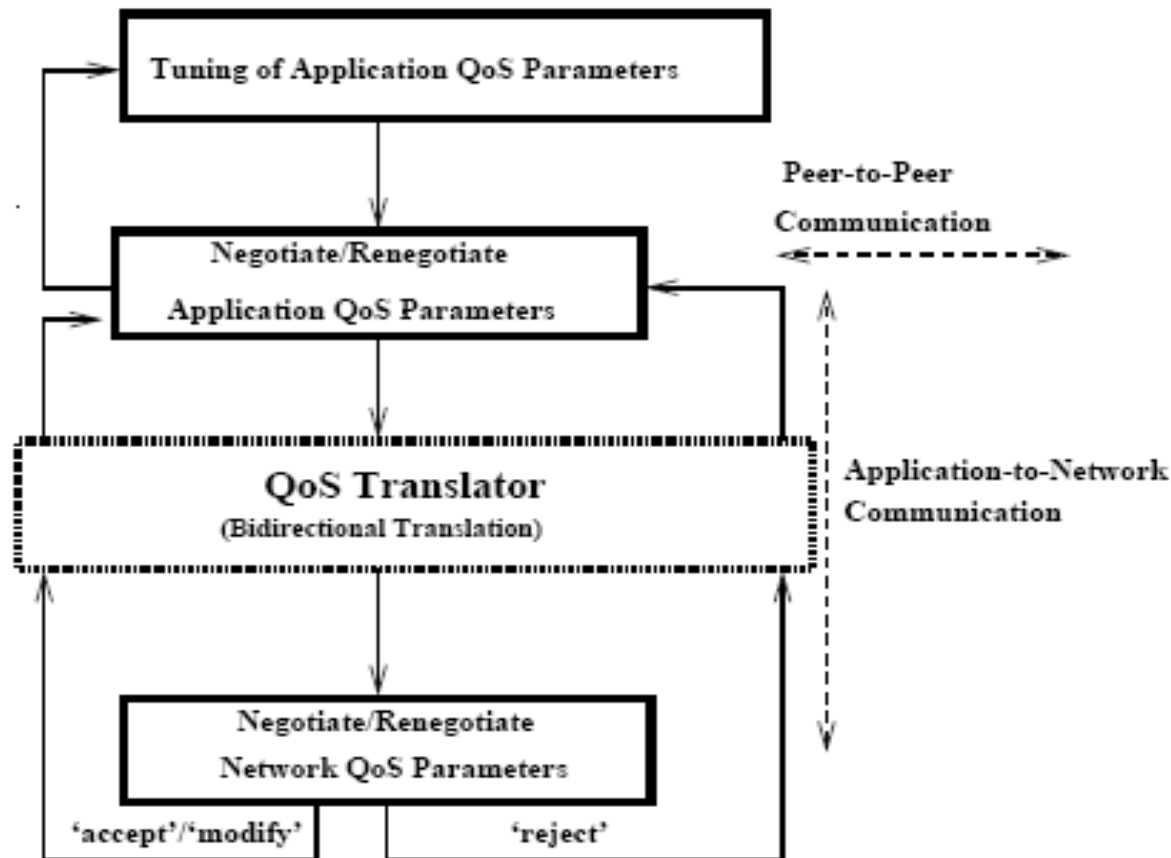 Tuning of Application QoS Parameters
Peer-to-Peer
Communication
Negotiate/Renegotiate
Application QoS Parameters
QoS Translator
(Bidirectional Translation)
Application-to-Network
Communication
Negotiate/Renegotiate
Network QoS Parameters
‘accept’/‘modify’
‘reject’